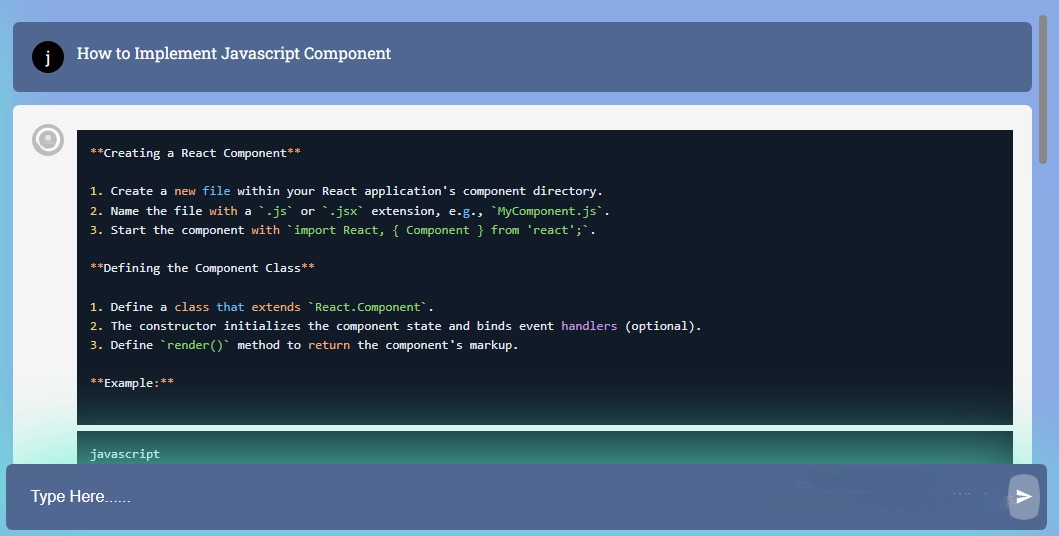 j
How to Implement Javascript Component
**Creating a React Component**
1. Create a new file within your React application's component directory.
2. Name the file with a `.js` or `.jsx` extension, e.g., `MyComponent.js`.
3. Start the component with `import React, { Component } from 'react';`.
**Defining the Component Class**
1. Define a class that extends `React.Component`.
2. The constructor initializes the component state and binds event handlers (optional).
3. Define `render()` method to return the component's markup.
**Example:**
javascript
Type Here......